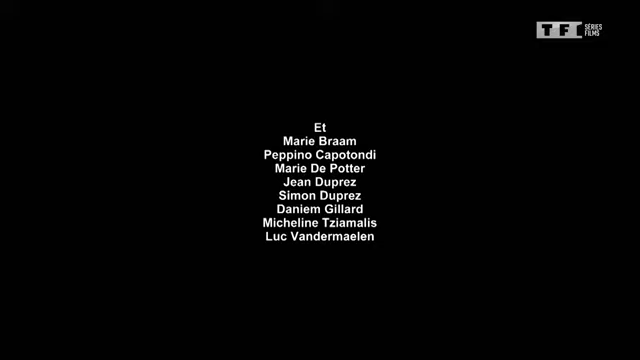 TF1 SÉRIES
FILMS
Et
Marie Braam
Peppino Capotondi
Marie De Potter
Jean Duprez
Simon Duprez
Daniem Gillard
Micheline Tziamalis
Luc Vandermaelen